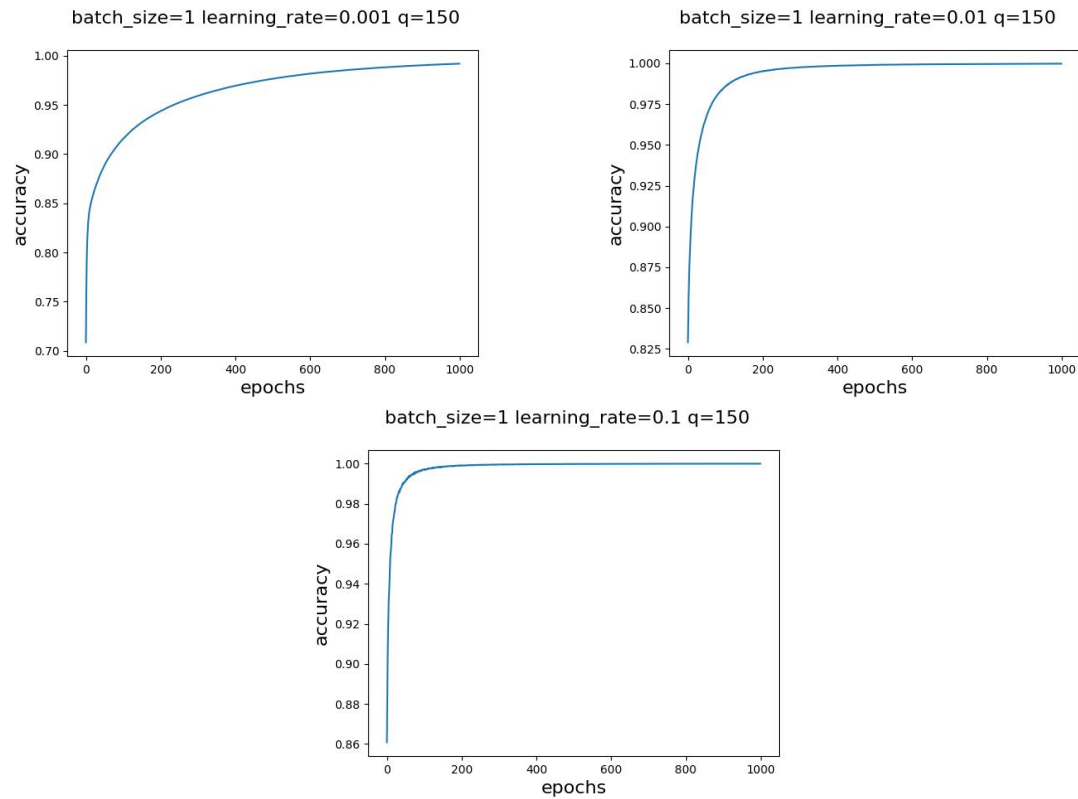 batch_size=1 learning_rate=0.001 q=150
1.00
0.95
0.90
0.85
0.80
0.75
0.70
accuracy
0 200 400 600 800 1000
epochs
batch_size=1 learning_rate=0.01 q=150
1.000
0.975
0.950
0.925
0.900
0.875
0.850
0.825
accuracy
0 200 400 600 800 1000
epochs
batch_size=1 learning_rate=0.1 q=150
1.00
0.98
0.96
0.94
0.92
0.90
0.88
0.86
accuracy
0 200 400 600 800 1000
epochs